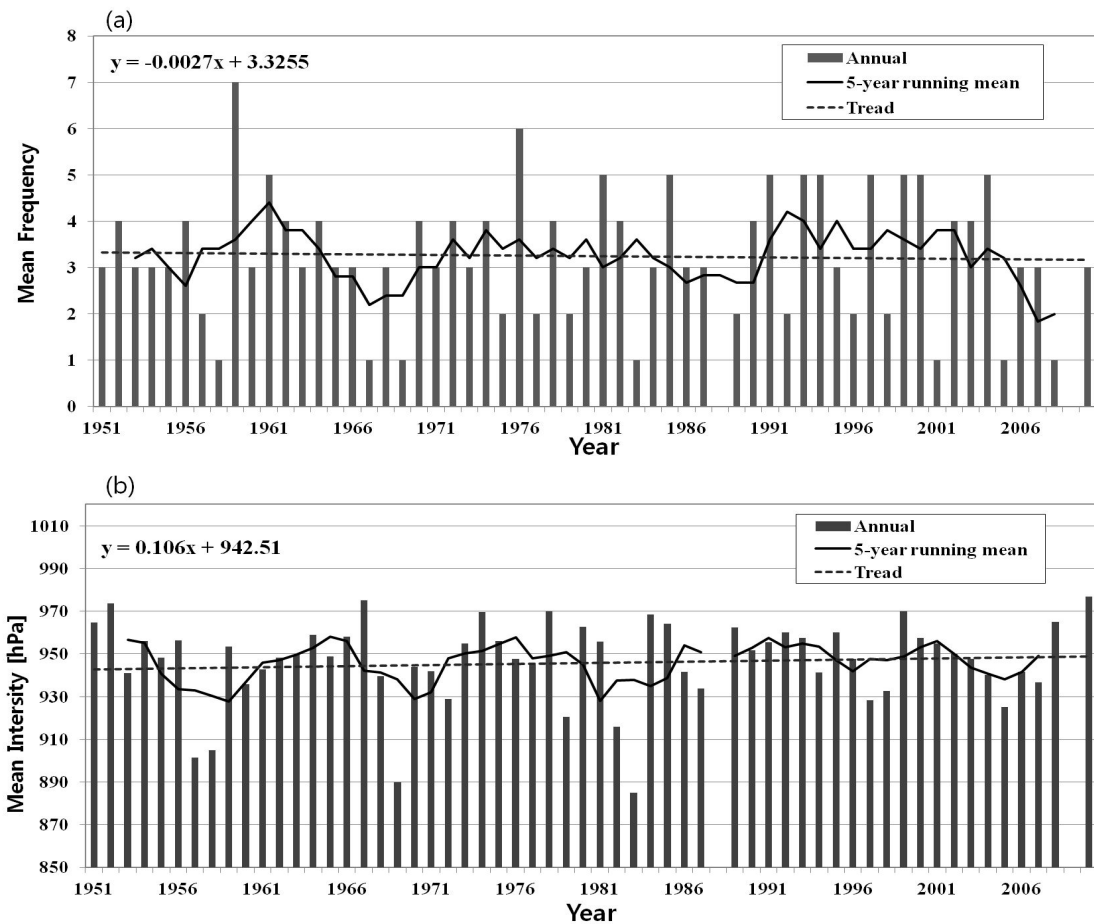 (a)
y = -0.0027x + 3.3255
Annual
5-year running mean
Tread
Mean Frequency
8
7
6
5
4
3
2
1
0
1951 1956 1961 1966 1971 1976 1981 1986 1991 1996 2001 2006
Year
(b)
y = 0.106x + 942.51
Annual
5-year running mean
Tread
Mean Intersity [hPa]
1010
990
970
950
930
910
890
870
850
1951 1956 1961 1966 1971 1976 1981 1986 1991 1996 2001 2006
Year